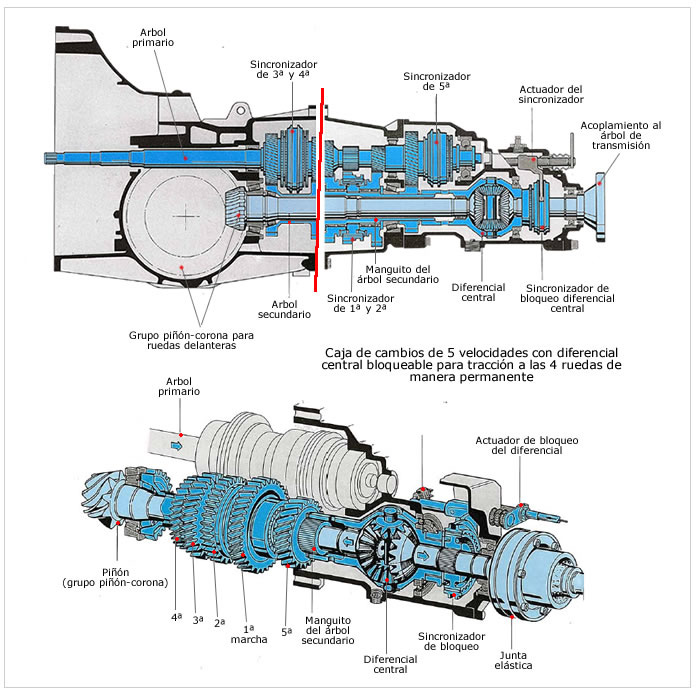 Arbol
primario
Sincronizador
de 3ª y 4ª
Sincronizador
de 5ª
Actuador del
sincronizador
Acoplamiento al
árbol de
transmisión
Manguito del
árbol secundario
Arbol
secundario
Sincronizador
de 1ª y 2ª
Diferencial
central
Sincronizador de
bloqueo diferencial
central
Grupo piñón-corona para
ruedas delanteras
Caja de cambios de 5 velocidades con diferencial
central bloqueable para tracción a las 4 ruedas de
manera permanente
Arbol
primario
Actuador de bloqueo
del diferencial
Piñón
(grupo piñón-corona)
4ª
3ª
2ª
1ª
marcha
5ª
Manguito
del árbol
secundario
Diferencial
central
Sincronizador
de bloqueo
Junta
elástica